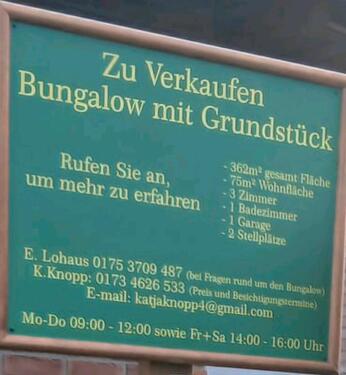 Zu Verkaufen
Bungalow mit Grundstück
Rufen Sie an,
um mehr zu erfahren
- 362m² gesamt Fläche
- 75m² Wohnfläche
- 3 Zimmer
- 1 Badezimmer
- 1 Garage
- 2 Stellplätze
E. Lohaus 0175 3709 487 (bei Fragen rund um den Bungalow)
K.Knopp: 0173 4626 533 (Preis und Besichtigungstermine)
E-mail: katjaknopp4@gmail.com
Mo-Do 09:00 - 12:00 sowie Fr+Sa 14:00 - 16:00 Uhr